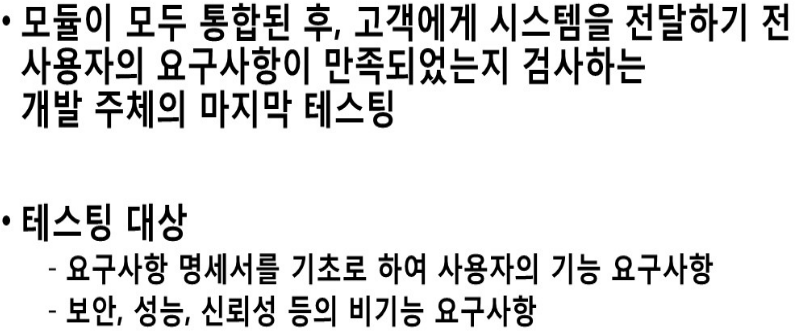 • 모듈이 모두 통합된 후, 고객에게 시스템을 전달하기 전
사용자의 요구사항이 만족되었는지 검사하는
개발 주체의 마지막 테스팅
• 테스팅 대상
- 요구사항 명세서를 기초로 하여 사용자의 기능 요구사항
- 보안, 성능, 신뢰성 등의 비기능 요구사항